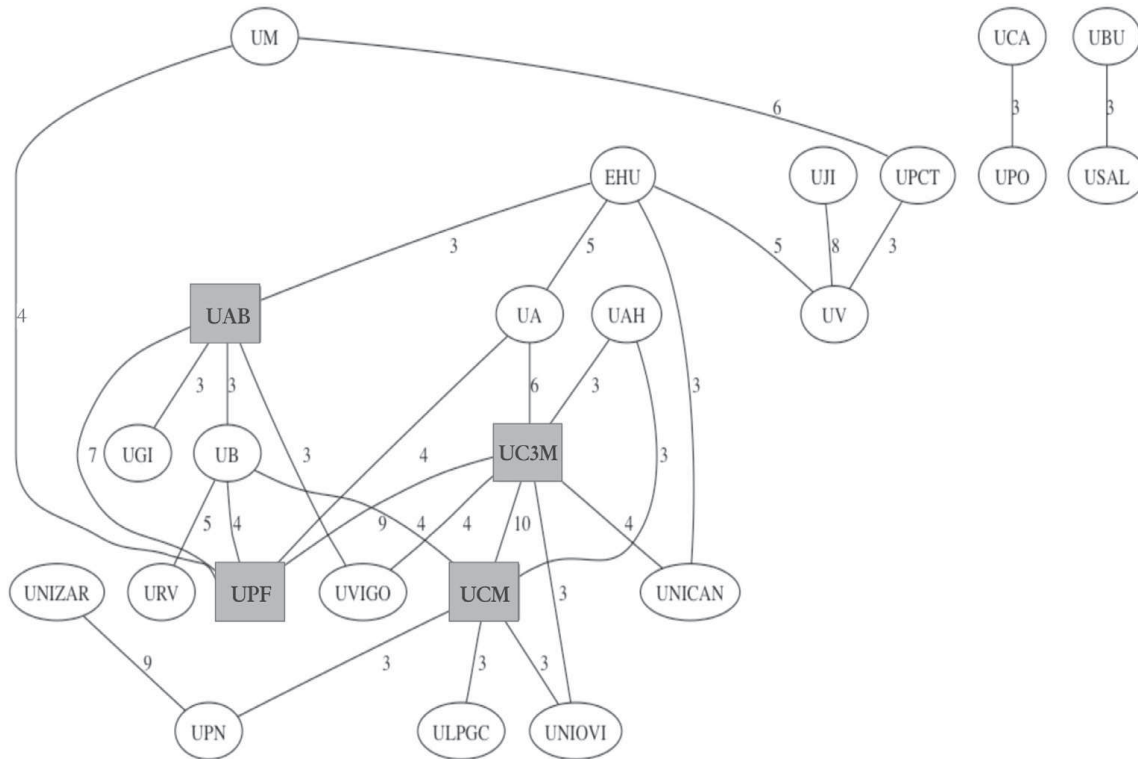 UM
UCA
UBU
6
3
3
EHU
UJI
UPCT
UPO
USAL
3
5
5
8
3
4
UAB
UA
UAH
UV
3
3
6
3
3
UGI
UB
UC3M
7
3
4
3
5
4
9
4
4
10
4
UNIZAR
URV
UPF
UVIGO
UCM
UNICAN
3
9
3
3
3
UPN
ULPGC
UNIOVI